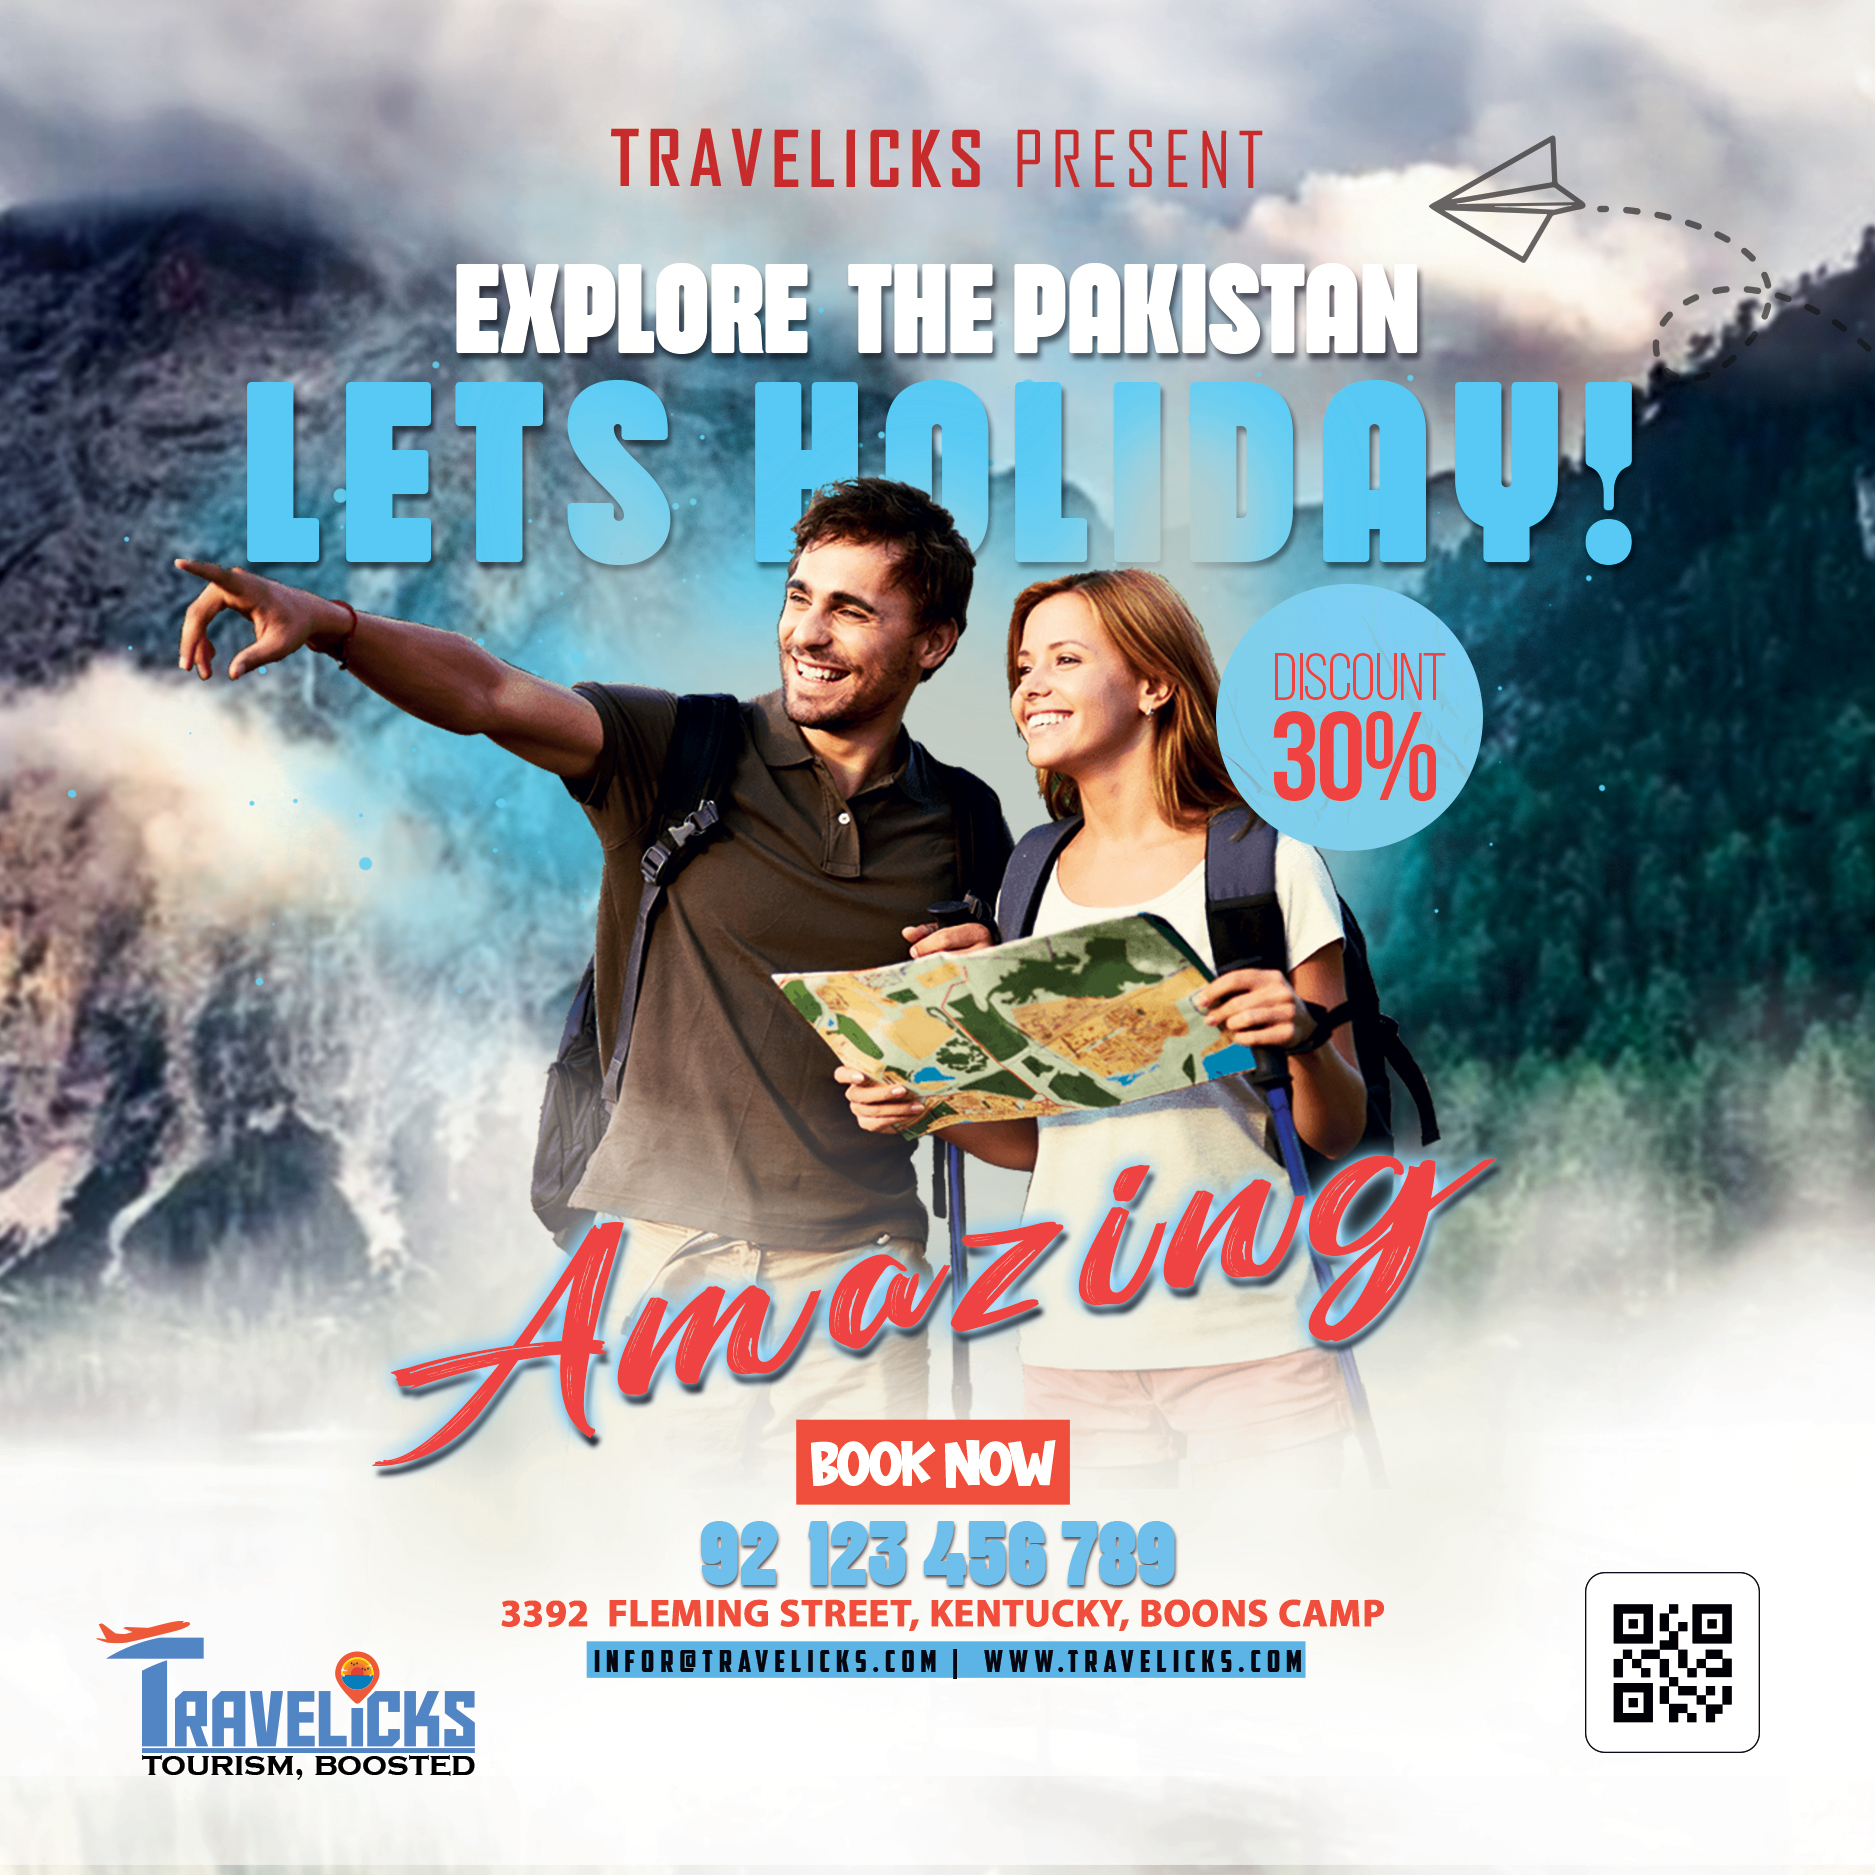 TRAVELICKS PRESENT
EXPLORE THE PAKISTAN
LETS HOLIDAY!
DISCOUNT
30%
Amazing
BOOK NOW
92 123 456 789
3392 FLEMING STREET, KENTUCKY, BOONS CAMP
INFOR@TRAVELICKS.COM | WWW.TRAVELICKS.COM
TRAVELICKS
TOURISM, BOOSTED